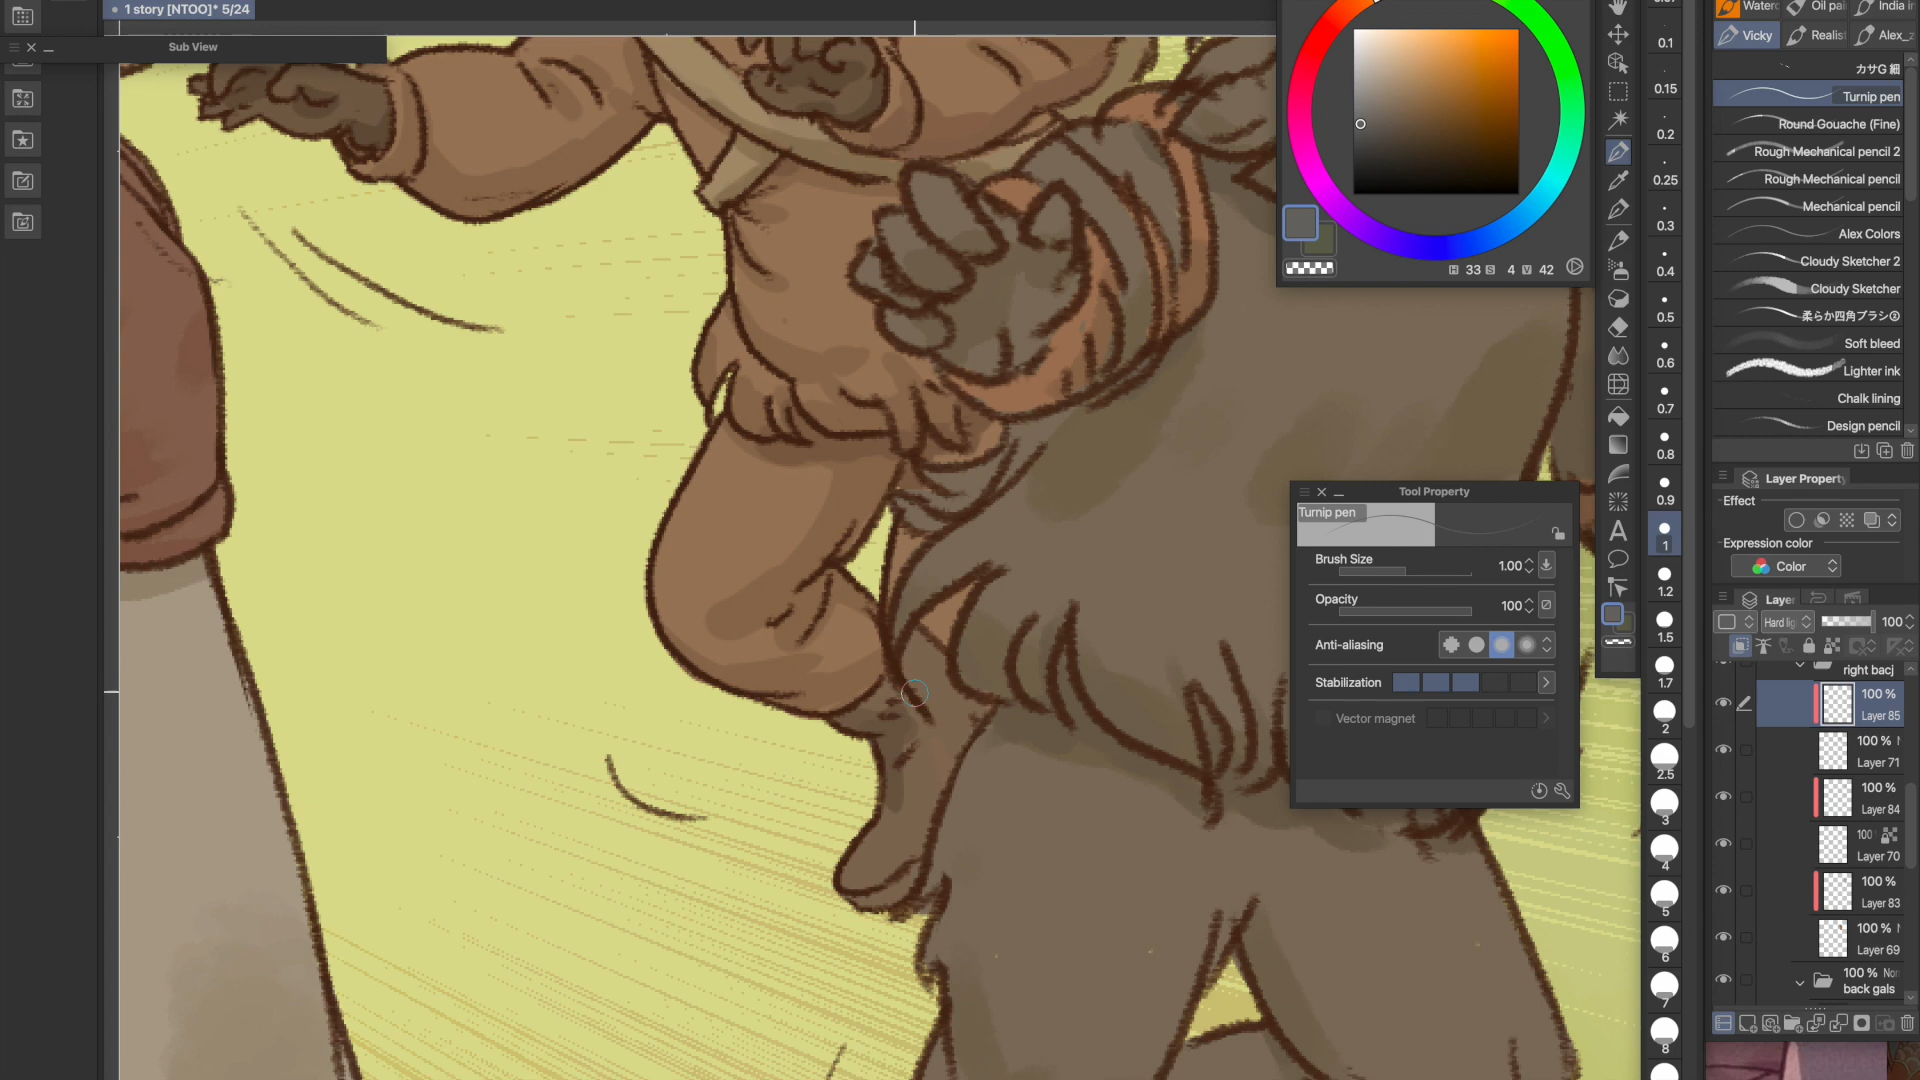 1 story [NTOO]* 5/24
Sub View
H 33 S 4 V 42
0.1
0.15
0.2
0.25
0.3
0.4
0.5
0.6
0.7
0.8
0.9
1
1.2
1.5
1.7
2
2.5
3
4
5
6
7
8
Oil pai
India in
Vicky
Realist
Alex_z
カサG 細
Turnip pen
Round Gouache (Fine)
Rough Mechanical pencil 2
Rough Mechanical pencil
Mechanical pencil
Alex Colors
Cloudy Sketcher 2
Cloudy Sketcher
柔らか四角ブラシ②
Soft bleed
Lighter ink
Chalk lining
Design pencil
Layer Property
Effect
Expression color
Color
Layer
Hard lig
100
right bacj
100 %
Layer 85
100 %
Layer 71
100 %
Layer 84
100
Layer 70
100 %
Layer 83
100 %
Layer 69
100 % Nor
back gals
Tool Property
Turnip pen
Brush Size
1.00
Opacity
100
Anti-aliasing
Stabilization
Vector magnet